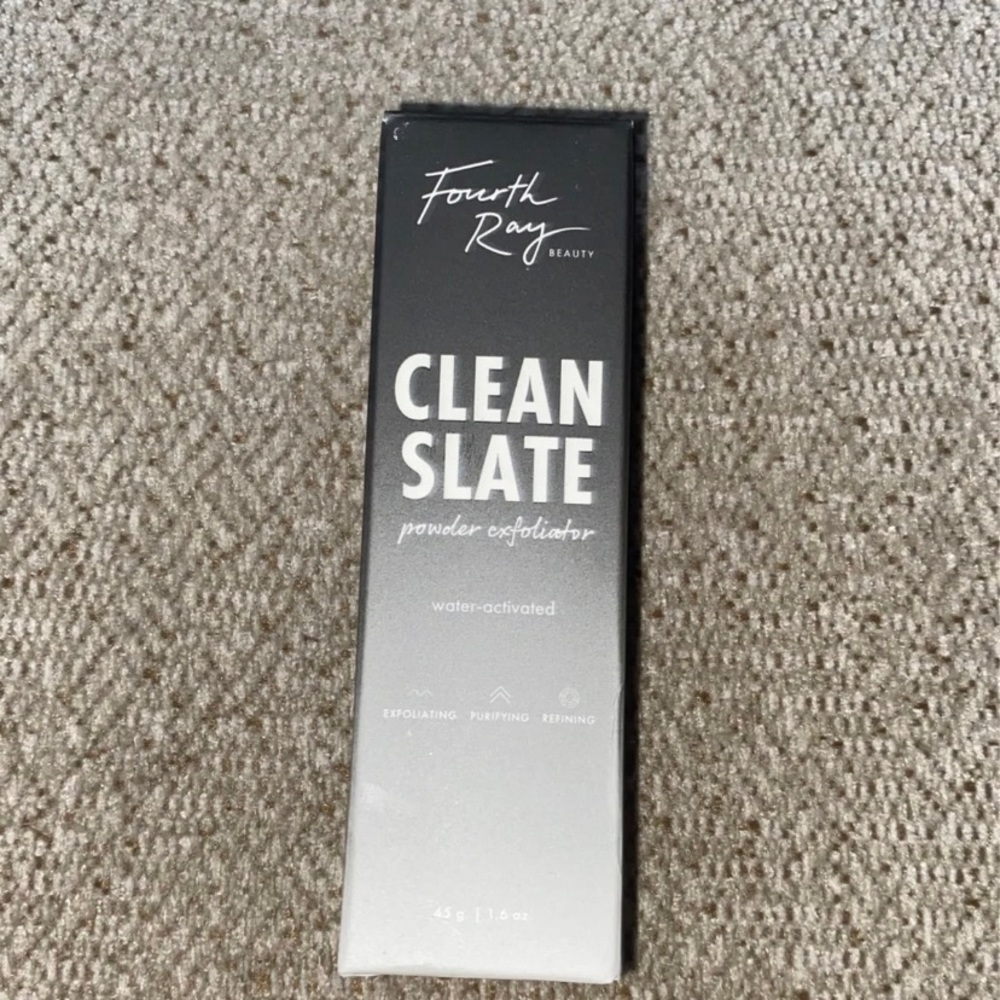 Fourth
Ray
BEAUTY
CLEAN
SLATE
powder exfoliator
water-activated
EXFOLIATING PURIFYING REFINING
45 g | 1.6 oz